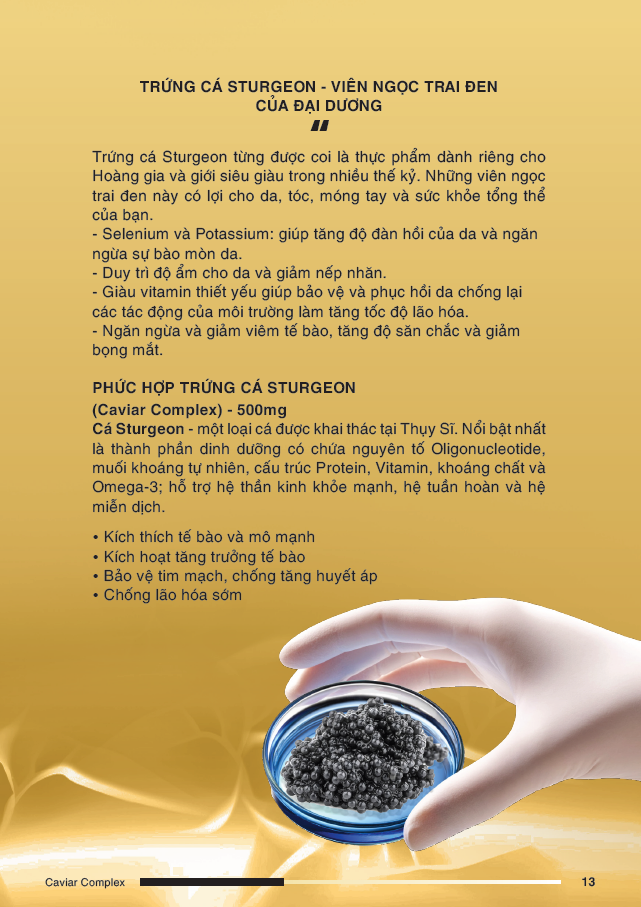 TRỨNG CÁ STURGEON - VIÊN NGỌC TRAI ĐEN
CỦA ĐẠI DƯƠNG
Trứng cá Sturgeon từng được coi là thực phẩm dành riêng cho
Hoàng gia và giới siêu giàu trong nhiều thế kỷ. Những viên ngọc
trai đen này có lợi cho da, tóc, móng tay và sức khỏe tổng thể
của bạn.
- Selenium và Potassium: giúp tăng độ đàn hồi của da và ngăn
ngừa sự bào mòn da.
- Duy trì độ ẩm cho da và giảm nếp nhăn.
- Giàu vitamin thiết yếu giúp bảo vệ và phục hồi da chống lại
các tác động của môi trường làm tăng tốc độ lão hóa.
- Ngăn ngừa và giảm viêm tế bào, tăng độ săn chắc và giảm
bọng mắt.
PHỨC HỢP TRỨNG CÁ STURGEON
(Caviar Complex) - 500mg
Cá Sturgeon - một loại cá được khai thác tại Thụy Sĩ. Nổi bật nhất
là thành phần dinh dưỡng có chứa nguyên tố Oligonucleotide,
muối khoáng tự nhiên, cấu trúc Protein, Vitamin, khoáng chất và
Omega-3; hỗ trợ hệ thần kinh khỏe mạnh, hệ tuần hoàn và hệ
miễn dịch.
• Kích thích tế bào và mô mạnh
• Kích hoạt tăng trưởng tế bào
• Bảo vệ tim mạch, chống tăng huyết áp
• Chống lão hóa sớm
Caviar Complex 13